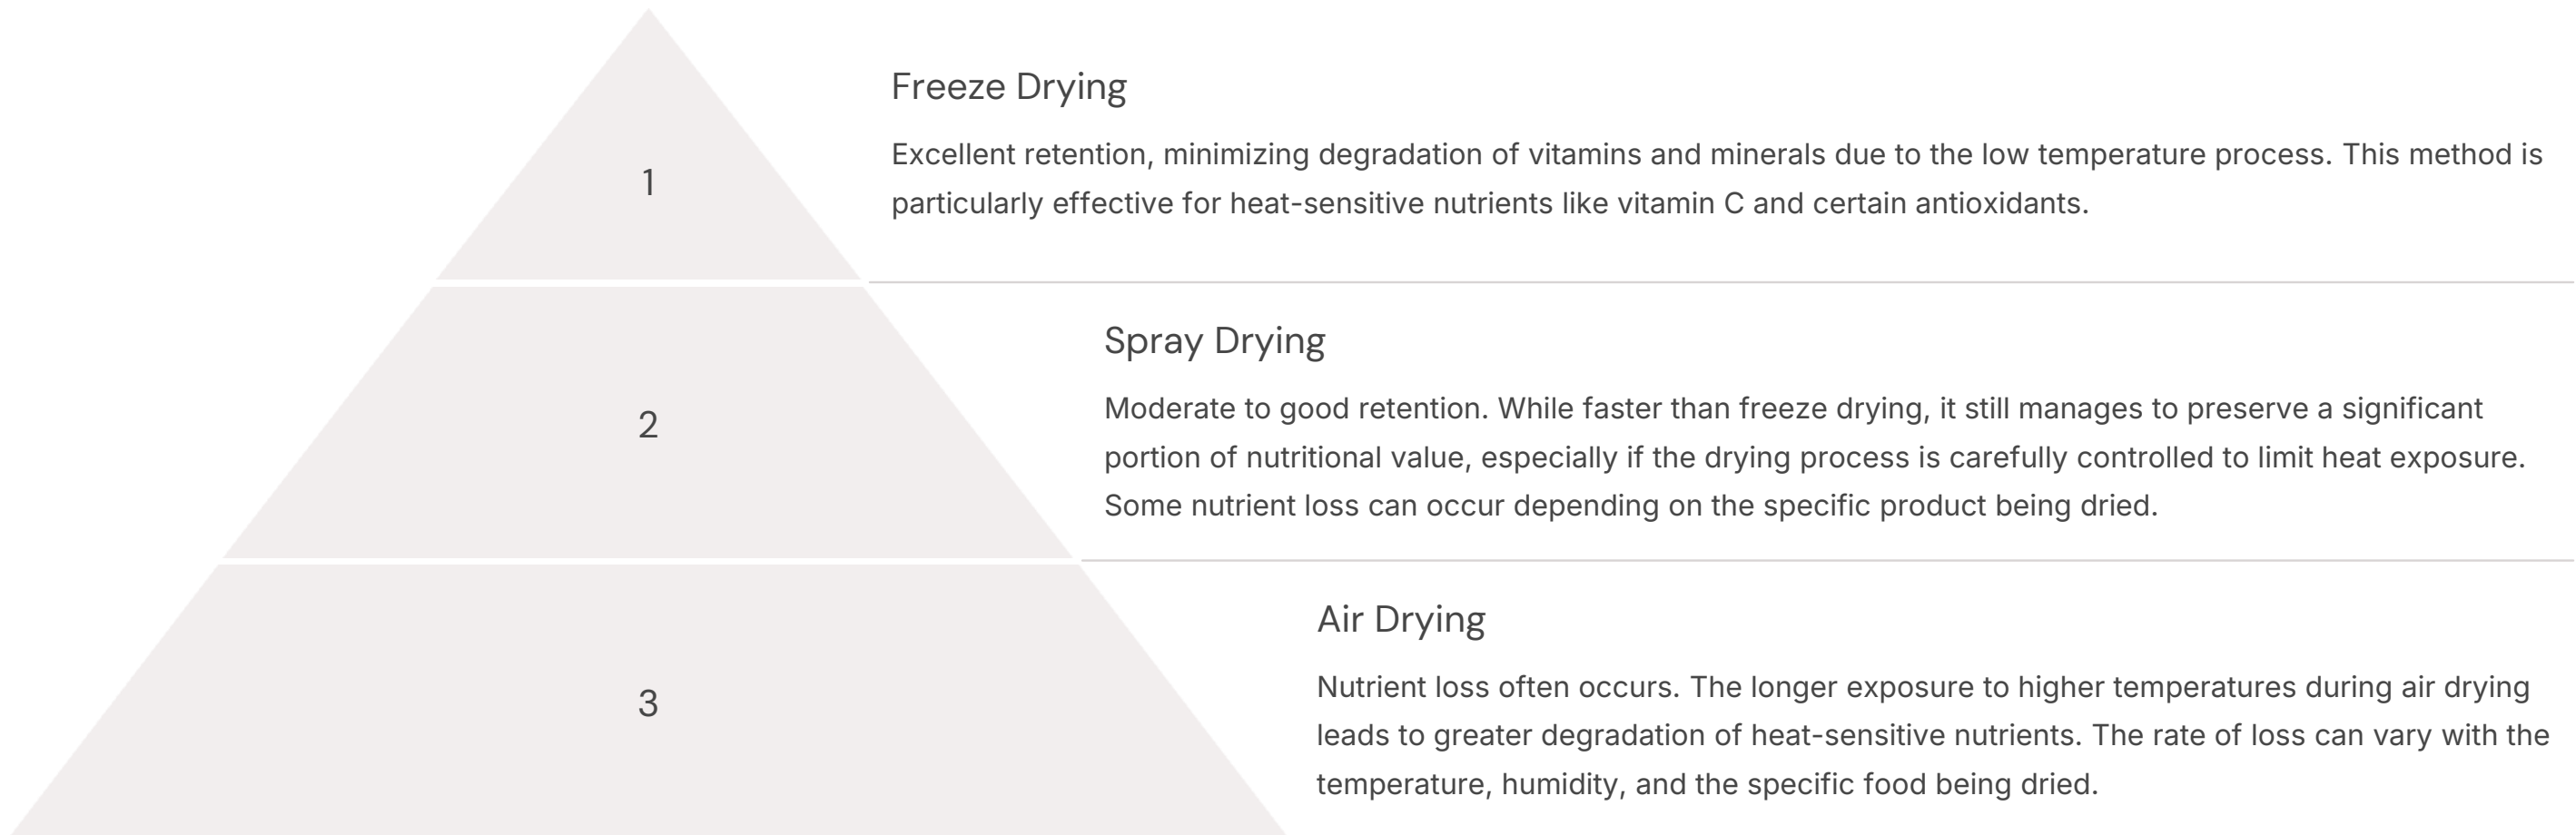 1
Freeze Drying
Excellent retention, minimizing degradation of vitamins and minerals due to the low temperature process. This method is
particularly effective for heat-sensitive nutrients like vitamin C and certain antioxidants.
2
Spray Drying
Moderate to good retention. While faster than freeze drying, it still manages to preserve a significant
portion of nutritional value, especially if the drying process is carefully controlled to limit heat exposure.
Some nutrient loss can occur depending on the specific product being dried.
3
Air Drying
Nutrient loss often occurs. The longer exposure to higher temperatures during air drying
leads to greater degradation of heat-sensitive nutrients. The rate of loss can vary with the
temperature, humidity, and the specific food being dried.